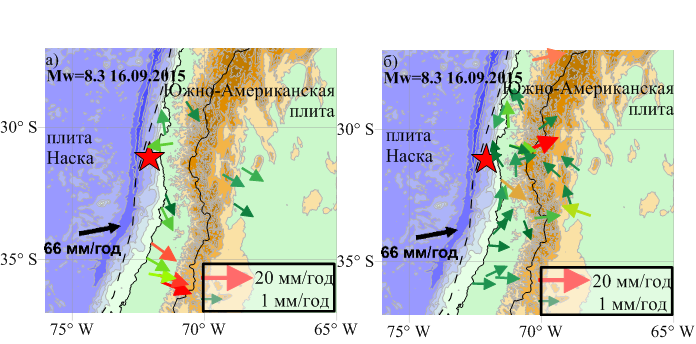 а)
Mw=8.3 16.09.2015
Южно-Американская
плита
30° S
плита
Наска
66 мм/год
35° S
20 мм/год
1 мм/год
75° W
70° W
65° W
б)
Mw=8.3 16.09.2015
Южно-Американская
плита
30° S
плита
Наска
66 мм/год
35° S
20 мм/год
1 мм/год
75° W
70° W
65° W